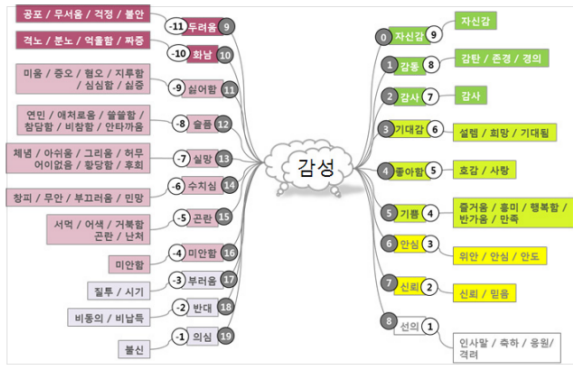 공포 / 무서움 / 걱정 / 불안
-11 두려움 9
격노 / 분노 / 억울함 / 짜증
-10 화남 10
미움 / 증오 / 혐오 / 지루함
/ 심심함 / 싫증
-9 싫어함 11
연민 / 애처로움 / 쓸쓸함 /
참담함 / 비참함 / 안타까움
-8 슬픔 12
체념 / 아쉬움 / 그리움 / 허무
어이없음 / 황당함 / 후회
-7 실망 13
창피 / 무안 / 부끄러움 / 민망
-6 수치심 14
서먹 / 어색 / 거북함
곤란 / 난처
-5 곤란 15
미안함
-4 미안함 16
질투 / 시기
-3 부러움 17
비동의 / 비납득
-2 반대 18
불신
-1 의심 19
감성
0 자신감 9
자신감
1 감동 8
감탄 / 존경 / 경의
2 감사 7
감사
3 기대감 6
설렘 / 희망 / 기대됨
4 좋아함 5
호감 / 사랑
5 기쁨 4
즐거움 / 흥미 / 행복함 /
반가움 / 만족
6 안심 3
위안 / 안심 / 안도
7 신뢰 2
신뢰 / 믿음
8 선의 1
인사말 / 축하 / 응원/
격려